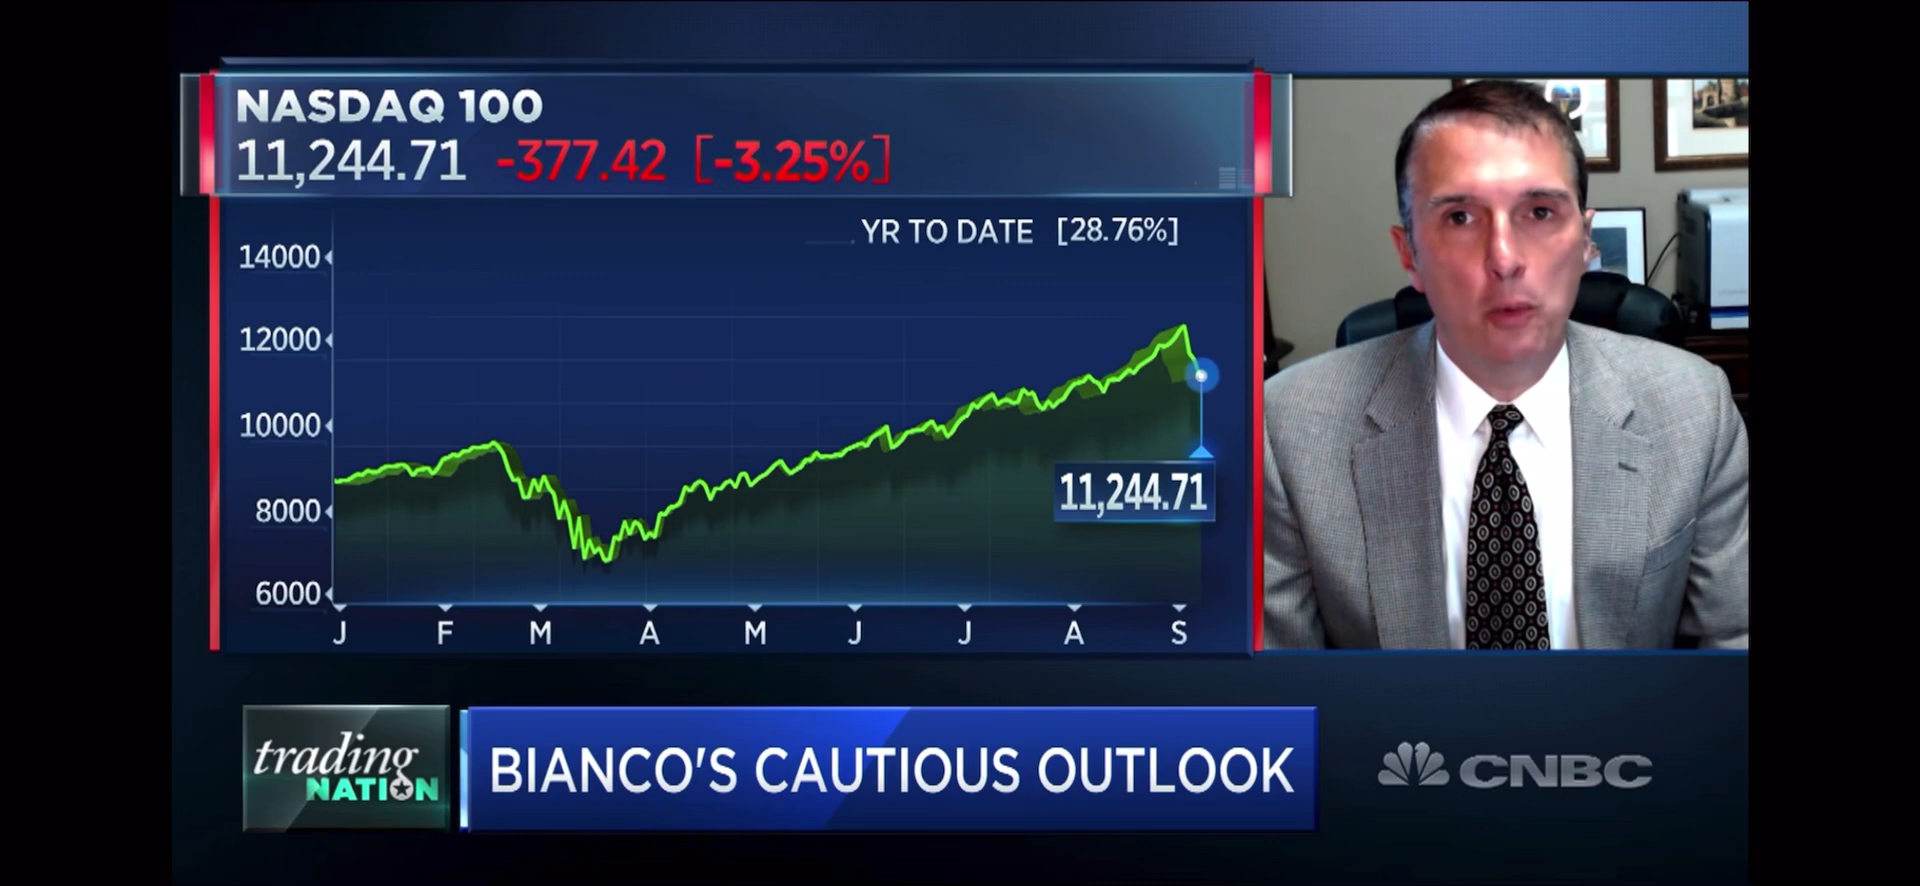 NASDAQ 100
11,244.71 -377.42 [-3.25%]
YR TO DATE [28.76%]
14000
12000
10000
8000
6000
11,244.71
J F M A M J J A S
trading
NATION
BIANCO'S CAUTIOUS OUTLOOK
CNBC